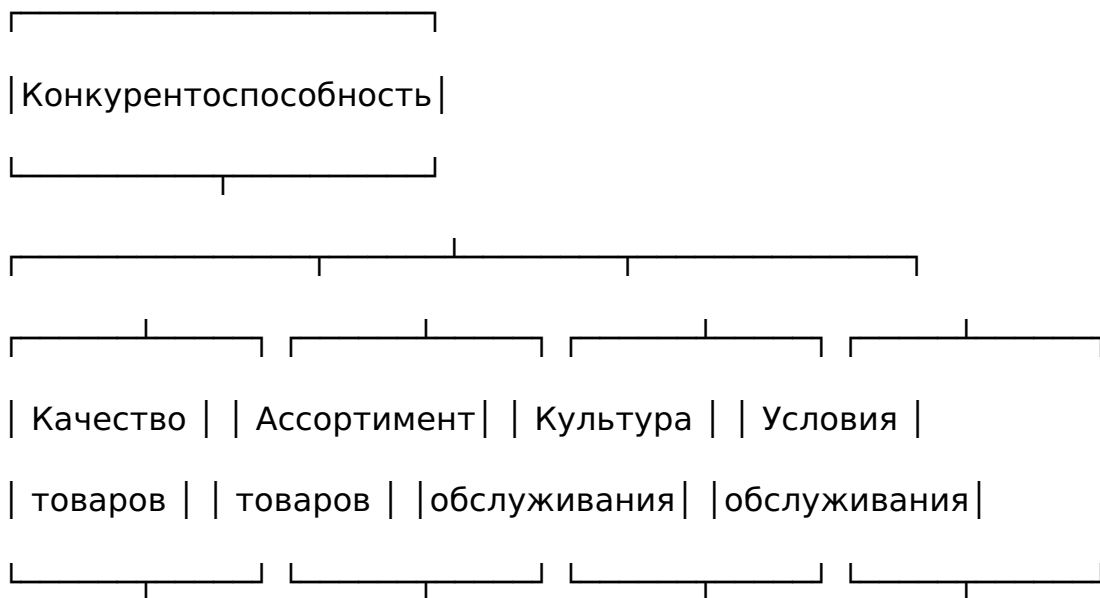 Конкурентоспособность
Качество Ассортимент Культура Условия
товаров товаров обслуживания обслуживания